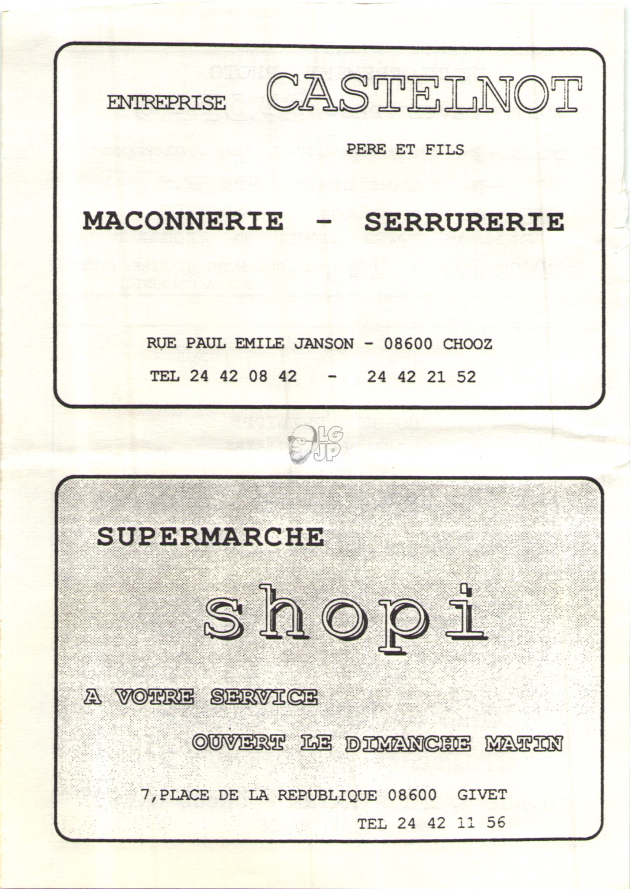 ENTREPRISE CASTELNOT
PERE ET FILS
MACONNERIE - SERRURERIE
RUE PAUL EMILE JANSON - 08600 CHOOZ
TEL 24 42 08 42 - 24 42 21 52
LG
JP
SUPERMARCHE
shopi
A VOTRE SERVICE
OUVERT LE DIMANCHE MATIN
7,PLACE DE LA REPUBLIQUE 08600 GIVET
TEL 24 42 11 56